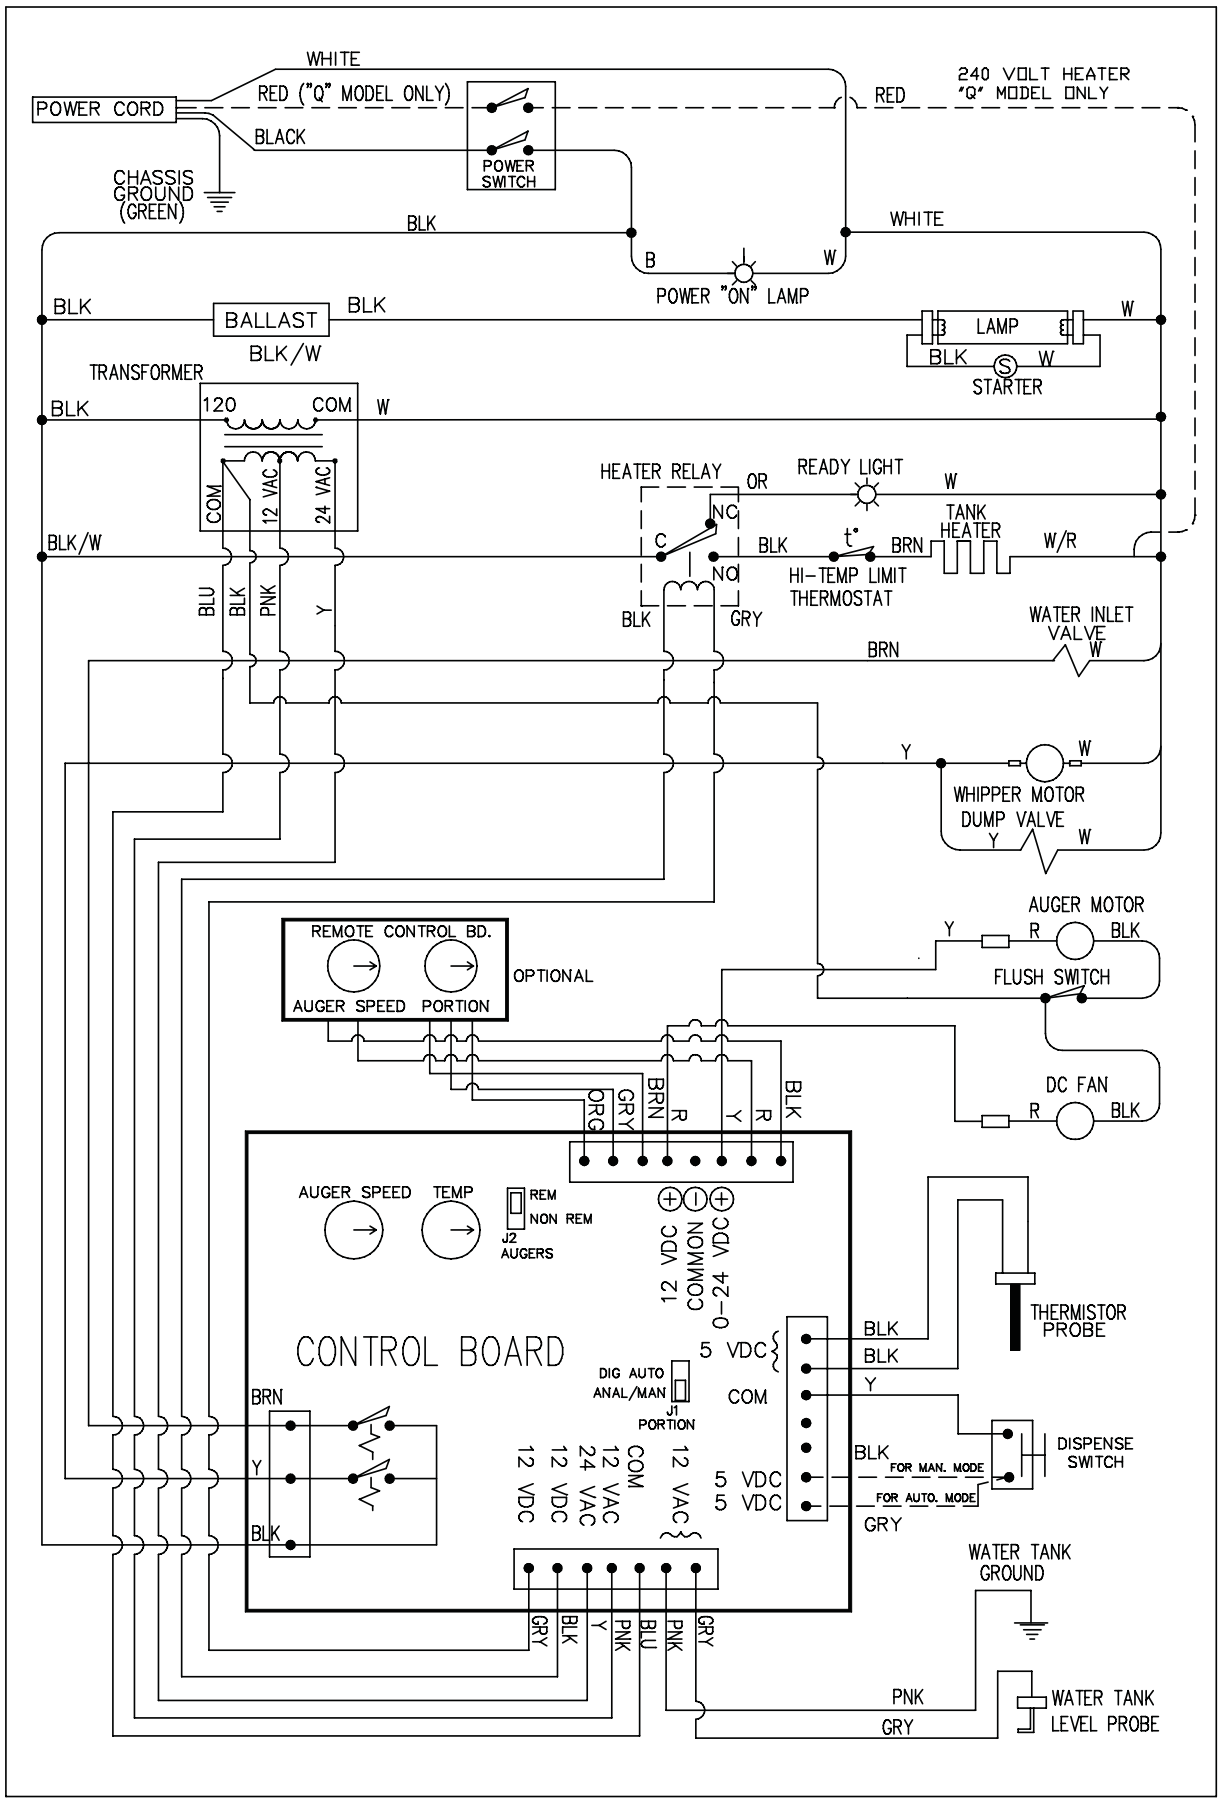 WHITE
240 VOLT HEATER
"Q" MODEL ONLY
POWER CORD
RED ("Q" MODEL ONLY)
RED
BLACK
POWER
SWITCH
CHASSIS
GROUND
(GREEN)
BLK
WHITE
B
W
POWER "ON" LAMP
BLK
BALLAST
BLK
LAMP
W
BLK/W
BLK
S
W
STARTER
TRANSFORMER
120
COM
BLK
W
COM
12 VAC
24 VAC
HEATER RELAY
READY LIGHT
OR
W
NC
TANK
HEATER
BLK/W
C
BLK
t°
BRN
W/R
NO
HI-TEMP LIMIT
THERMOSTAT
BLU
BLK
PNK
Y
BLK
GRY
WATER INLET
VALVE
BRN
W
Y
W
WHIPPER MOTOR
DUMP VALVE
Y
W
AUGER MOTOR
Y
R
BLK
REMOTE CONTROL BD.
OPTIONAL
AUGER SPEED
PORTION
FLUSH SWITCH
DC FAN
R
BLK
ORG
GRY
BRN
R
Y
R
BLK
AUGER SPEED
TEMP
REM
NON REM
J2
AUGERS
+
−
+
12 VDC
COMMON
0-24 VDC
THERMISTOR
PROBE
CONTROL BOARD
5 VDC
BLK
BLK
DIG AUTO
ANAL/MAN
J1
PORTION
COM
Y
BRN
Y
BLK
12 VDC
12 VDC
24 VAC
12 VAC
COM
12 VAC
BLK
5 VDC
FOR MAN. MODE
5 VDC
FOR AUTO. MODE
GRY
DISPENSE
SWITCH
WATER TANK
GROUND
GRY
BLK
Y
PNK
BLU
PNK
GRY
PNK
GRY
WATER TANK
LEVEL PROBE